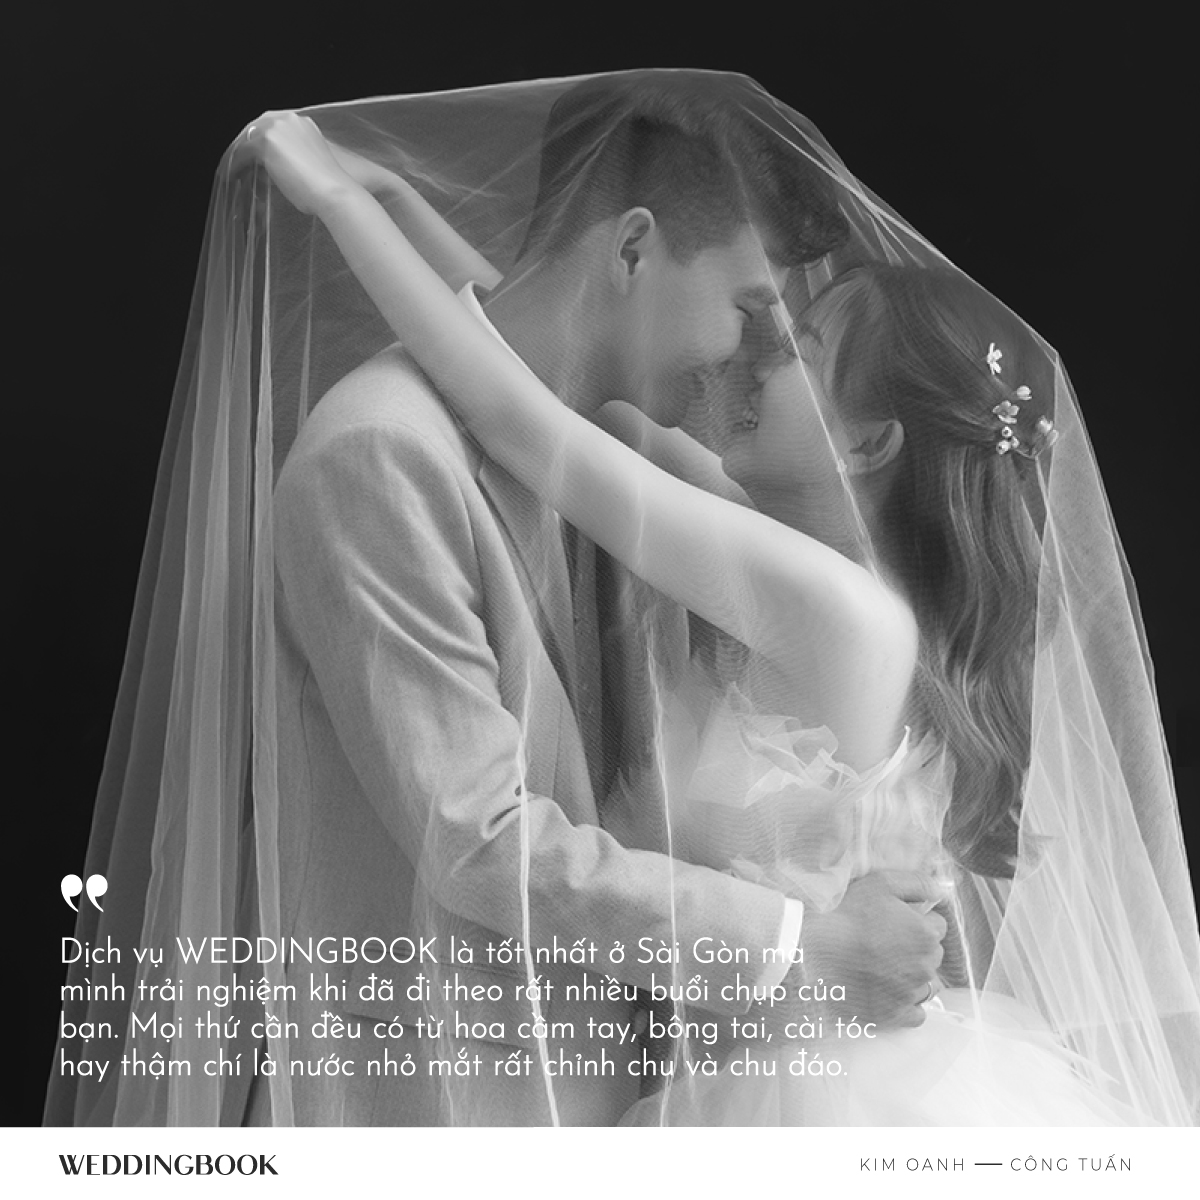 Dịch vụ WEDDINGBOOK là tốt nhất ở Sài Gòn mà
mình trải nghiệm khi đã đi theo rất nhiều buổi chụp của
bạn. Mọi thứ cần đều có từ hoa cầm tay, bông tai, cài tóc
hay thậm chí là nước nhỏ mắt rất chỉnh chu và chu đáo.
WEDDINGBOOK
KIM OANH — CÔNG TUẤN